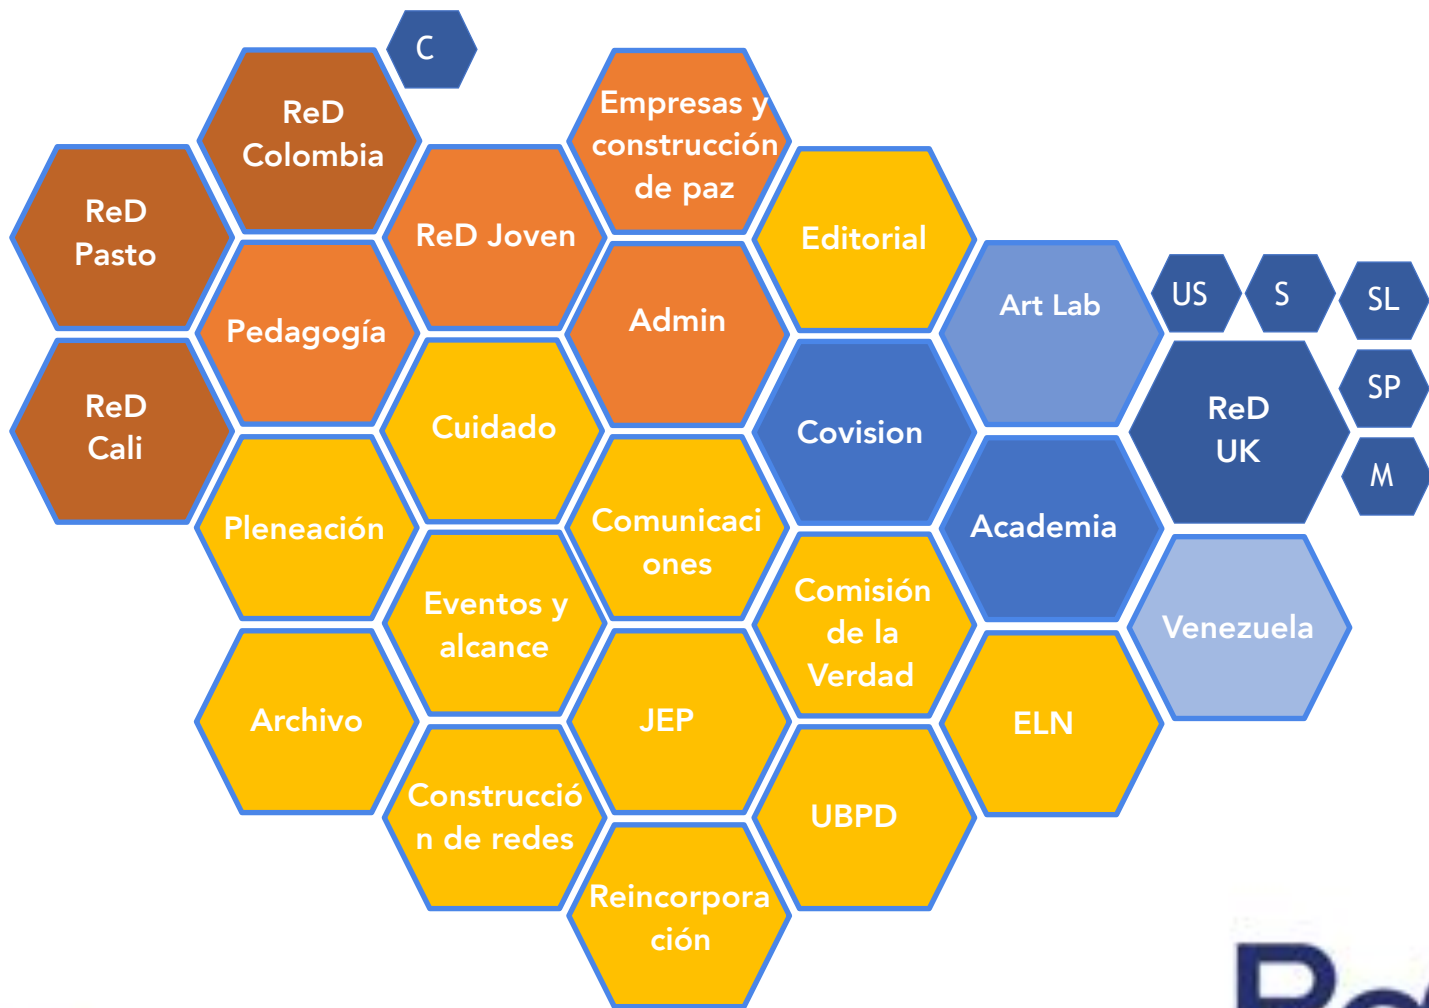 C
ReD
Colombia
Empresas y
construcción
de paz
ReD
Pasto
ReD Joven
Editorial
Pedagogía
Admin
Art Lab
US
S
SL
SP
M
ReD
UK
ReD
Cali
Cuidado
Covision
Pleneación
Comunicaci
ones
Academia
Eventos y
alcance
Comisión
de la
Verdad
Venezuela
Archivo
JEP
ELN
Construcció
n de redes
UBPD
Reincorpora
ción